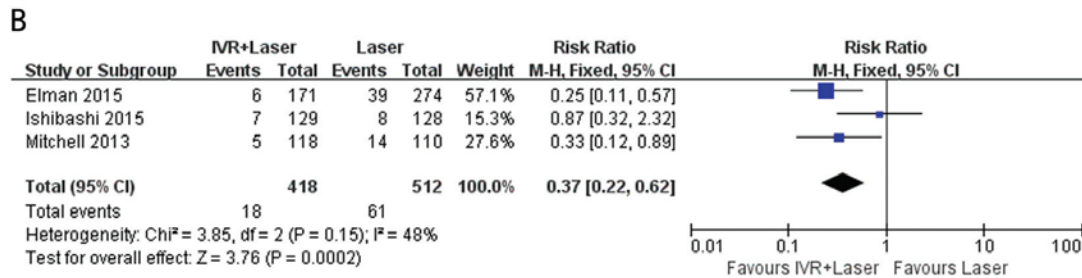 B
IVR+Laser Laser Risk Ratio Risk Ratio
Study or Subgroup Events Total Events Total Weight M-H, Fixed, 95% CI M-H, Fixed, 95% CI
Elman 2015 6 171 39 274 57.1% 0.25 [0.11, 0.57]
Ishibashi 2015 7 129 8 128 15.3% 0.87 [0.32, 2.32]
Mitchell 2013 5 118 14 110 27.6% 0.33 [0.12, 0.89]
Total (95% CI) 418 512 100.0% 0.37 [0.22, 0.62]
Total events 18 61
Heterogeneity: Chi² = 3.85, df = 2 (P = 0.15); I² = 48%
Test for overall effect: Z = 3.76 (P = 0.0002)
0.01 0.1 1 10 100
Favours IVR+Laser Favours Laser